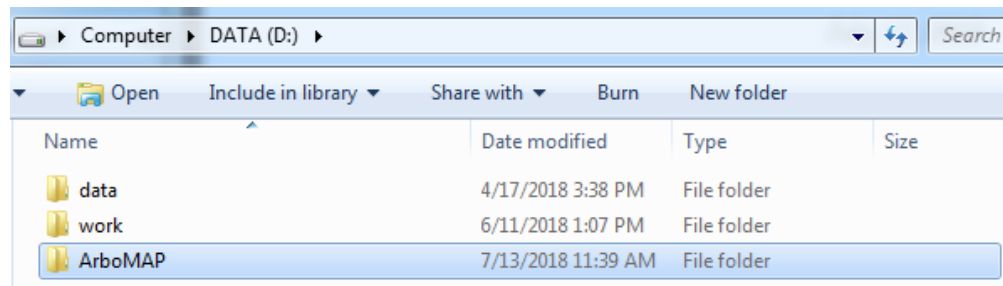 Computer DATA (D:) Search
Open Include in library Share with Burn New folder
Name Date modified Type Size
data 4/17/2018 3:38 PM File folder
work 6/11/2018 1:07 PM File folder
ArboMAP 7/13/2018 11:39 AM File folder